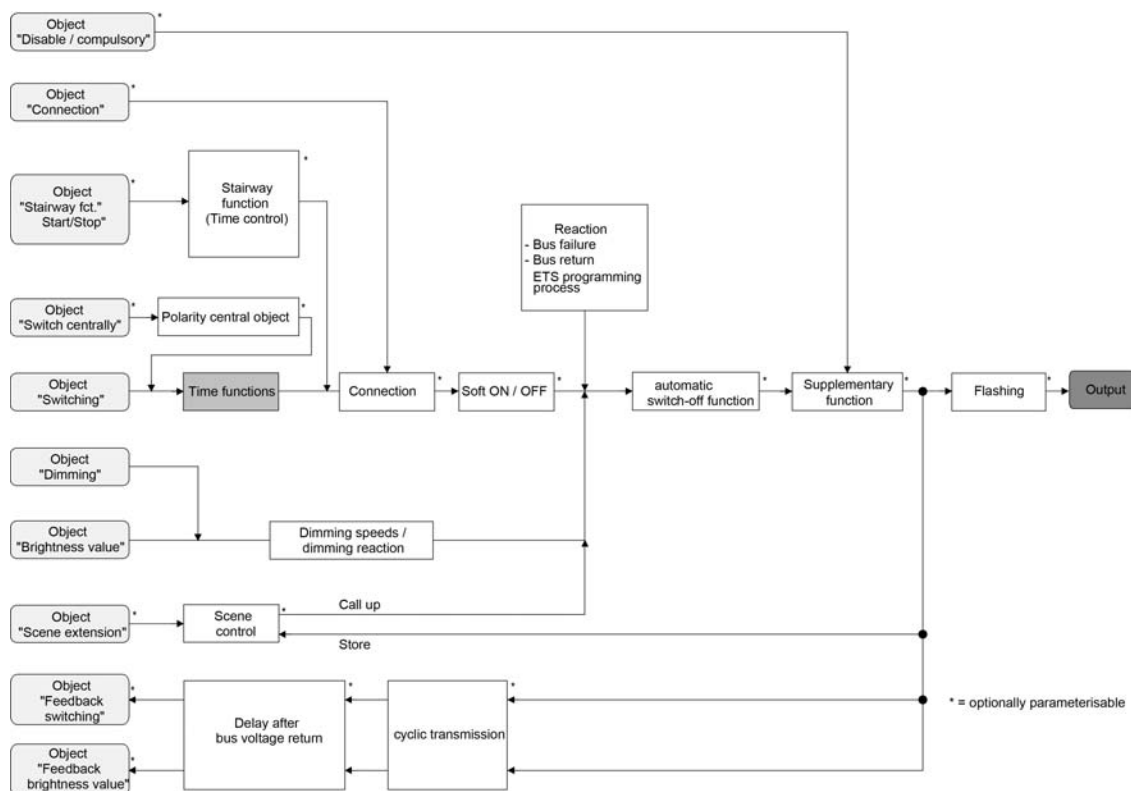 Object
"Disable / compulsory"
*
Object
"Connection"
*
Object
"Stairway fct."
Start/Stop"
*
Stairway
function
(Time control)
*
Reaction
- Bus failure
- Bus return
ETS programming
process
Object
"Switch centrally"
*
Polarity central object
*
Object
"Switching"
Time functions
Connection
*
Soft ON / OFF
*
automatic
switch-off function
*
Supplementary
function
*
Flashing
*
Output
Object
"Dimming"
Object
"Brightness value"
Dimming speeds /
dimming reaction
Object
"Scene extension"
*
Scene
control
*
Call up
Store
Object
"Feedback
switching"
*
Delay after
bus voltage return
*
cyclic transmission
*
* = optionally parameterisable
Object
"Feedback
brightness value"
*